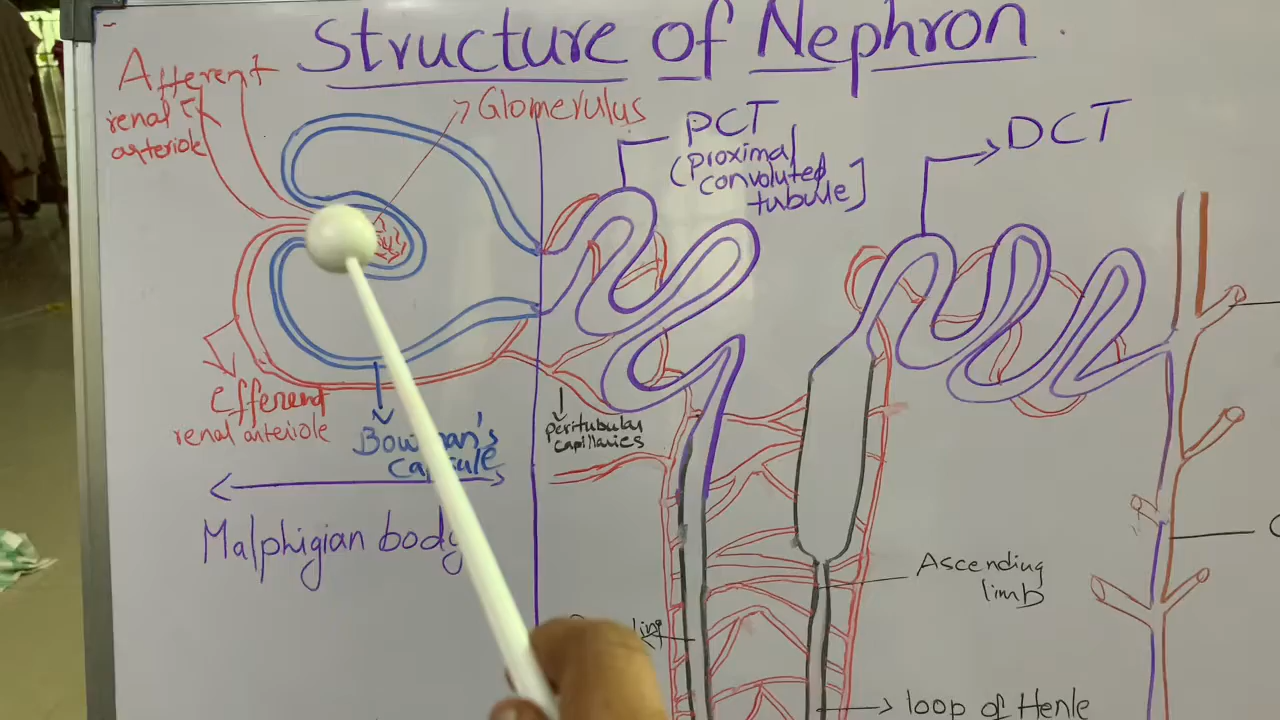 Structure of Nephron
Afferent
renal
arteriole
Glomerulus
PCT
(proximal
convoluted
tubule]
DCT
Efferent
renal arteriole
Bowman's
capsule
peritubular
capillaries
Malphigian body
Ascending
limb
loop of Henle